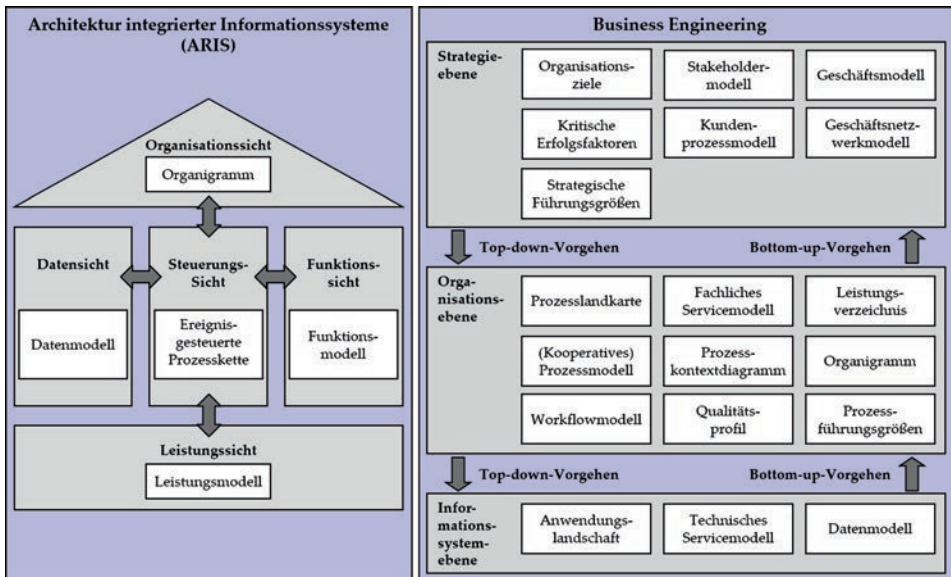 Architektur integrierter Informationssysteme
(ARIS)
Organisationssicht
Organigramm
Datensicht
Datenmodell
Steuerungs-
Sicht
Ereignis-
gesteuerte
Prozesskette
Funktions-
sicht
Funktions-
modell
Leistungssicht
Leistungsmodell
Business Engineering
Strategie-
ebene
Organisations-
ziele
Stakeholder-
modell
Geschäftsmodell
Kritische
Erfolgsfaktoren
Kunden-
prozessmodell
Geschäftsnetz-
werkmodell
Strategische
Führungsgrößen
Top-down-Vorgehen
Bottom-up-Vorgehen
Orga-
nisations-
ebene
Prozesslandkarte
Fachliches
Servicemodell
Leistungs-
verzeichnis
(Kooperatives)
Prozessmodell
Prozess-
kontextdiagramm
Organigramm
Workflowmodell
Qualitäts-
profil
Prozess-
führungsgrößen
Top-down-Vorgehen
Bottom-up-Vorgehen
Infor-
mations-
system-
ebene
Anwendungs-
landschaft
Technisches
Servicemodell
Datenmodell